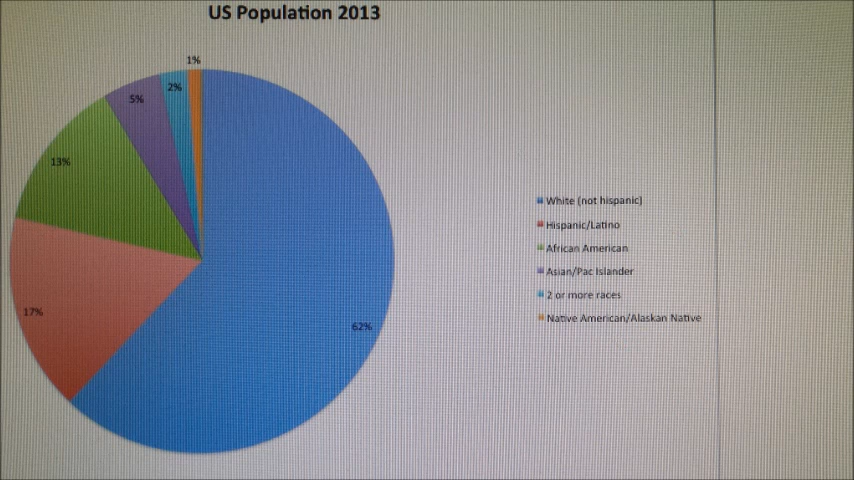 US Population 2013
1%
2%
5%
13%
17%
62%
White (not hispanic)
Hispanic/Latino
African American
Asian/Pac Islander
2 or more races
Native American/Alaskan Native